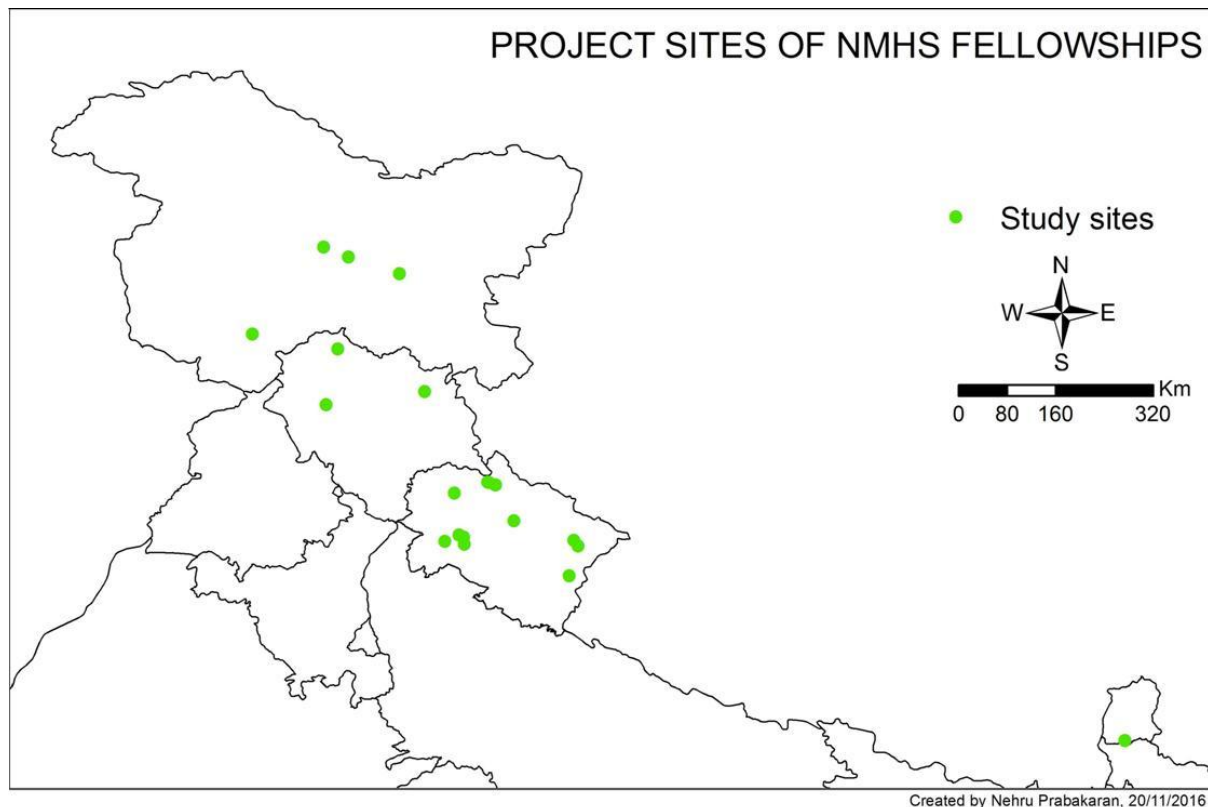 PROJECT SITES OF NMHS FELLOWSHIPS
Study sites
N
W E
S
Km
0 80 160 320
Created by Nehru Prabakaran, 20/11/2016